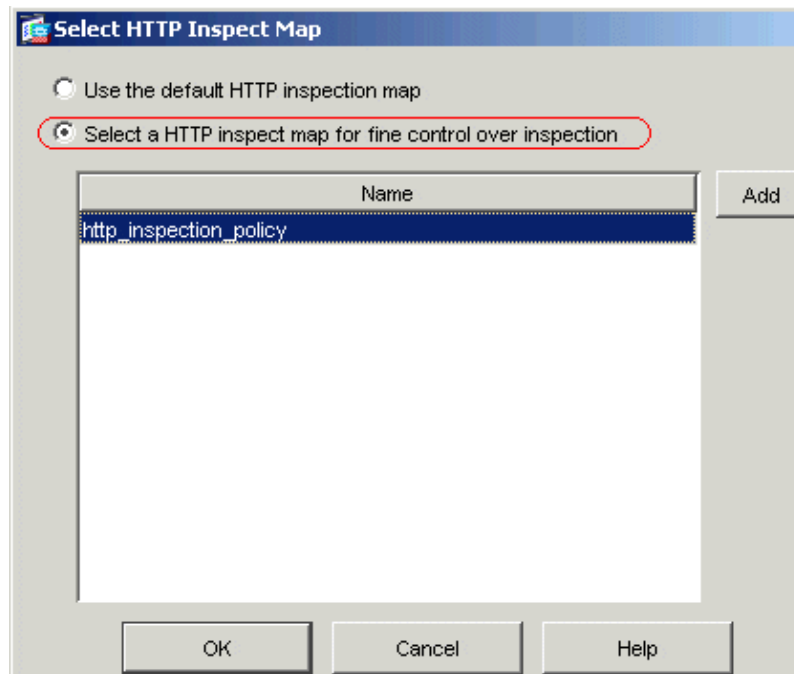 Select HTTP Inspect Map
Use the default HTTP inspection map
Select a HTTP inspect map for fine control over inspection
Name
Add
http_inspection_policy
OK
Cancel
Help